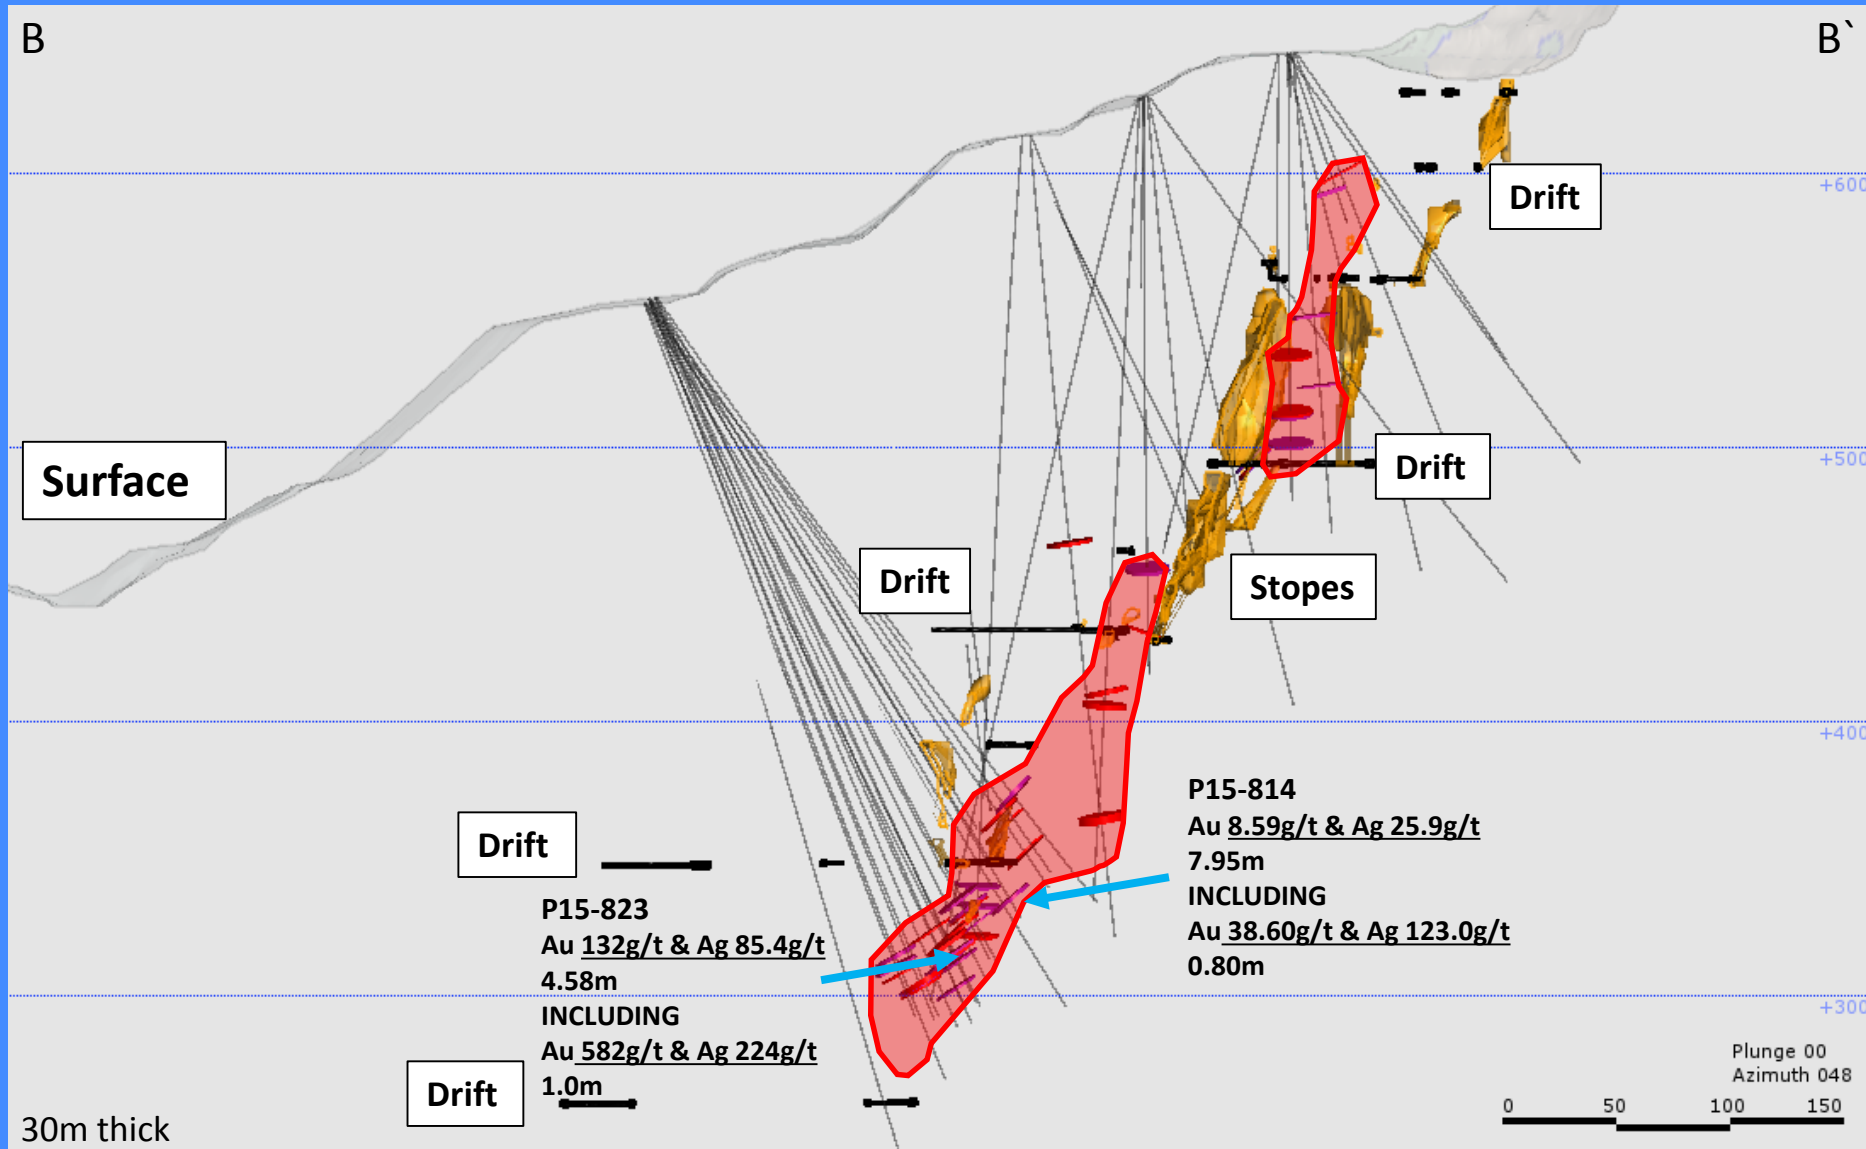 B
B`
Drift
+600
Surface
+500
Drift
Drift
Stopes
+400
P15-814
Au 8.59g/t & Ag 25.9g/t
7.95m
INCLUDING
Au 38.60g/t & Ag 123.0g/t
0.80m
Drift
P15-823
Au 132g/t & Ag 85.4g/t
4.58m
INCLUDING
Au 582g/t & Ag 224g/t
1.0m
+300
Drift
Plunge 00
Azimuth 048
0 50 100 150
30m thick